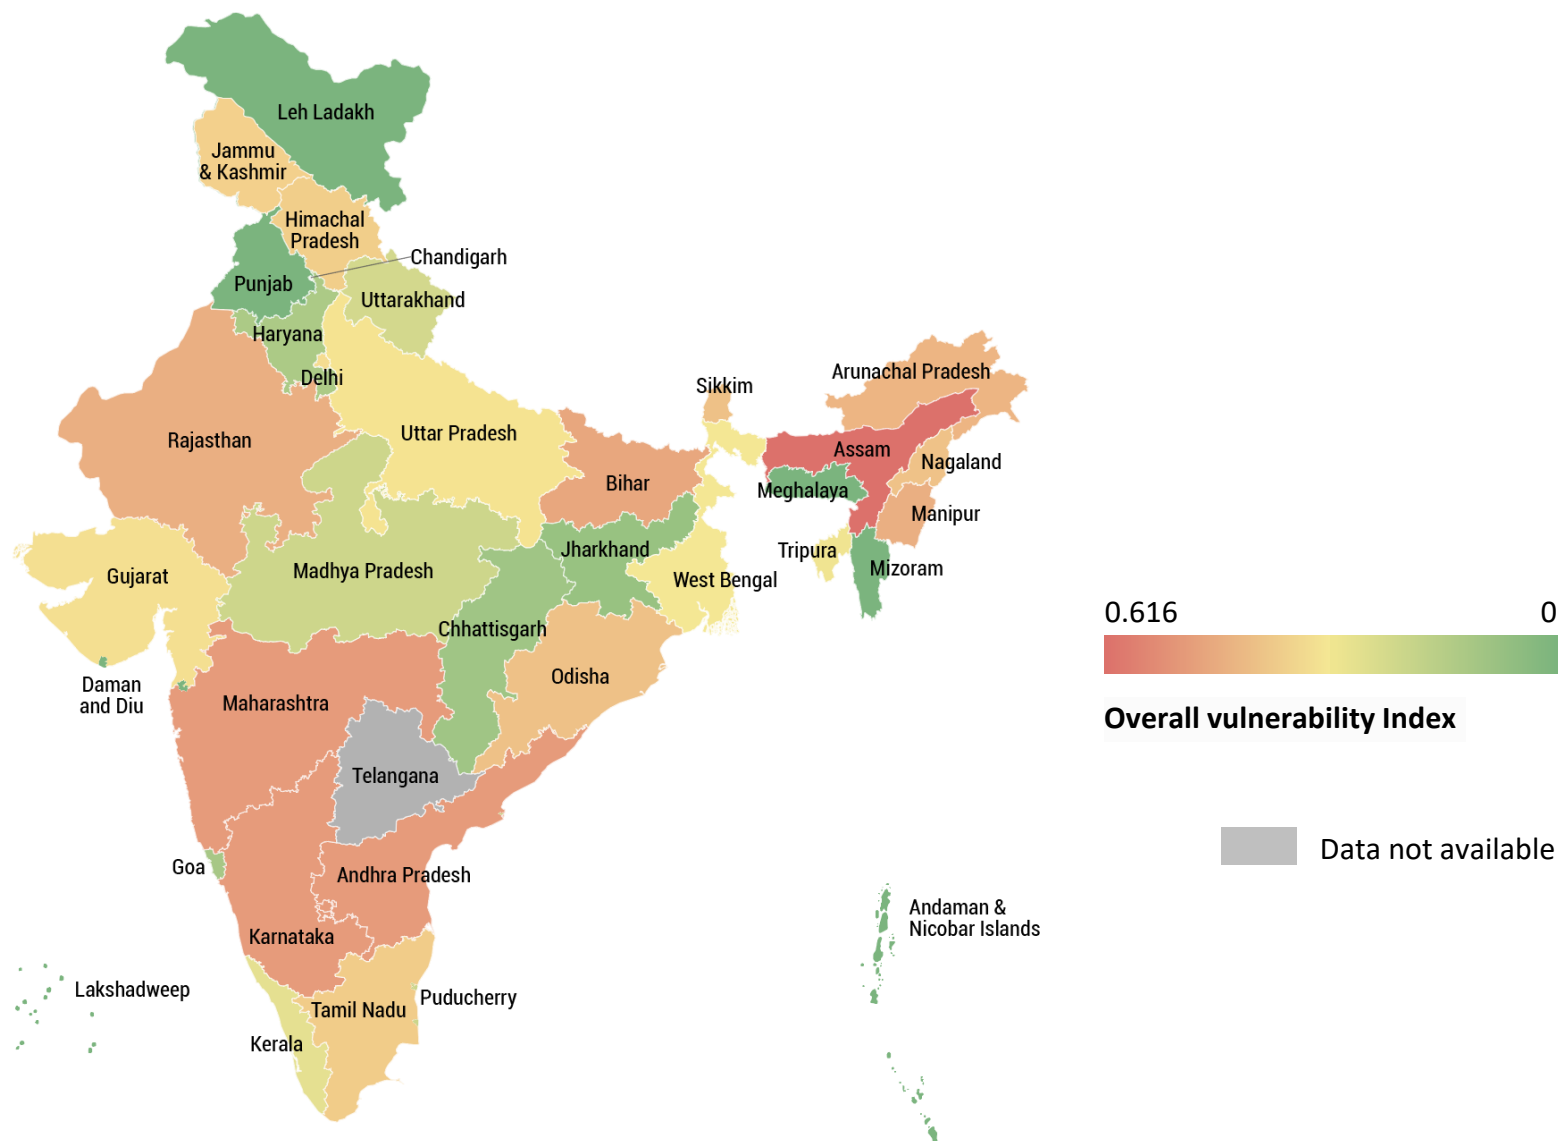 Leh Ladakh
Jammu
& Kashmir
Himachal
Pradesh
Chandigarh
Punjab
Uttarakhand
Haryana
Delhi
Arunachal Pradesh
Sikkim
Rajasthan
Uttar Pradesh
Assam
Nagaland
Bihar
Meghalaya
Manipur
Jharkhand
Tripura
Mizoram
Gujarat
Madhya Pradesh
West Bengal
0.616
0
Chhattisgarh
Odisha
Daman
and Diu
Maharashtra
Overall vulnerability Index
Telangana
Data not available
Goa
Andhra Pradesh
Andaman &
Nicobar Islands
Karnataka
Lakshadweep
Puducherry
Tamil Nadu
Kerala